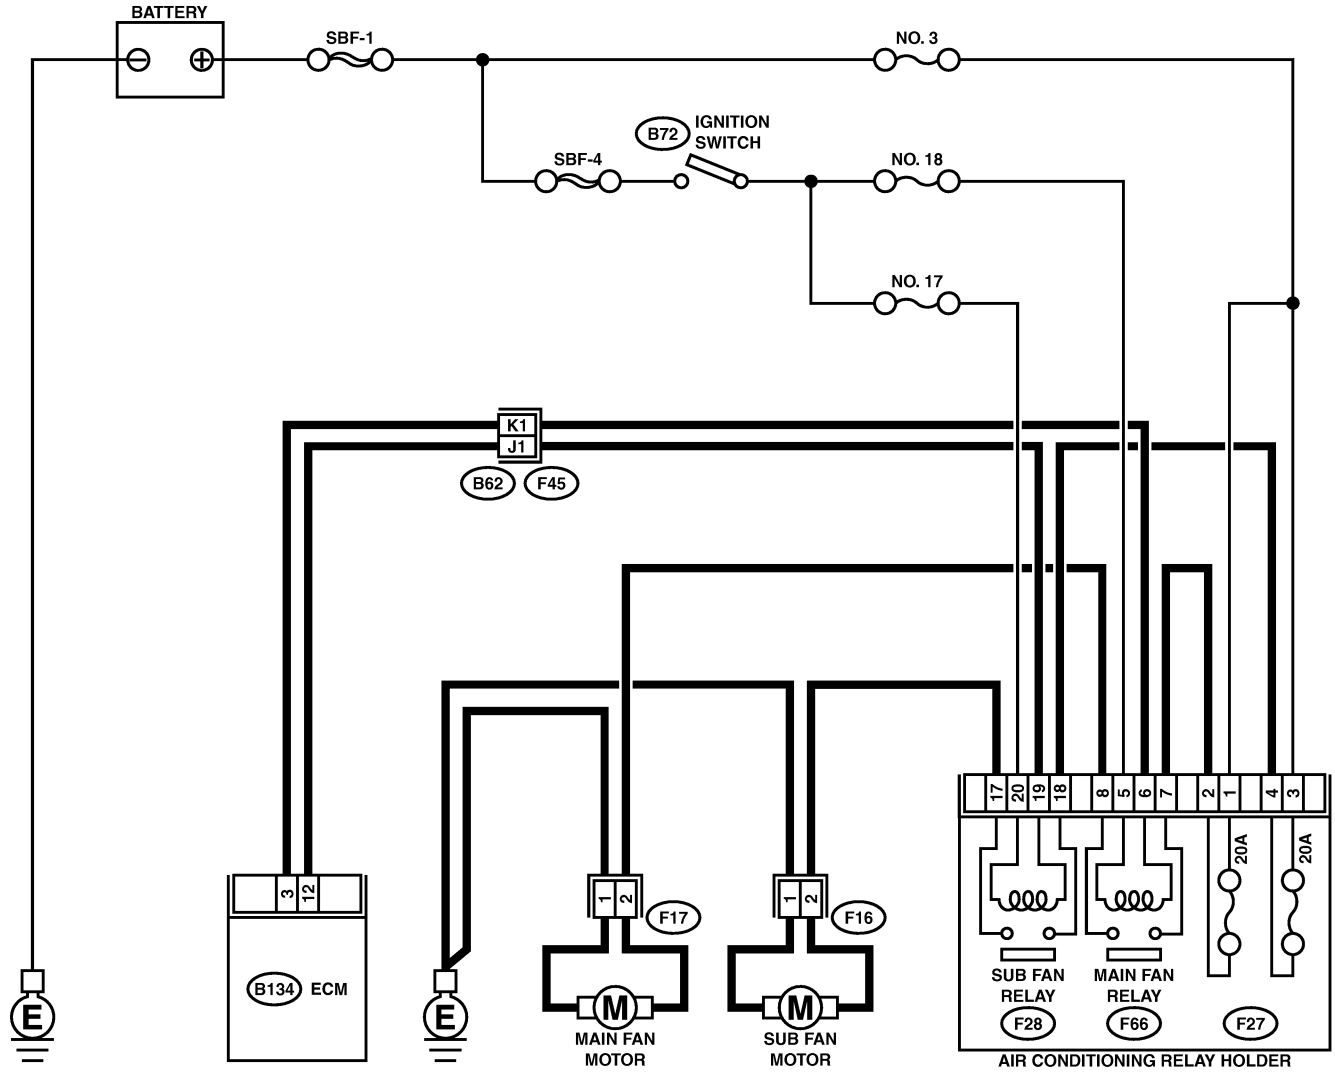 BATTERY
SBF-1
NO. 3
B72
IGNITION
SWITCH
SBF-4
NO. 18
NO. 17
K1
J1
B62
F45
17
20
19
18
8
5
6
7
2
1
4
3
20A
20A
3
12
1
2
F17
1
2
F16
B134
ECM
E
E
M
M
MAIN FAN
MOTOR
SUB FAN
MOTOR
SUB FAN
RELAY
F28
MAIN FAN
RELAY
F66
F27
AIR CONDITIONING RELAY HOLDER